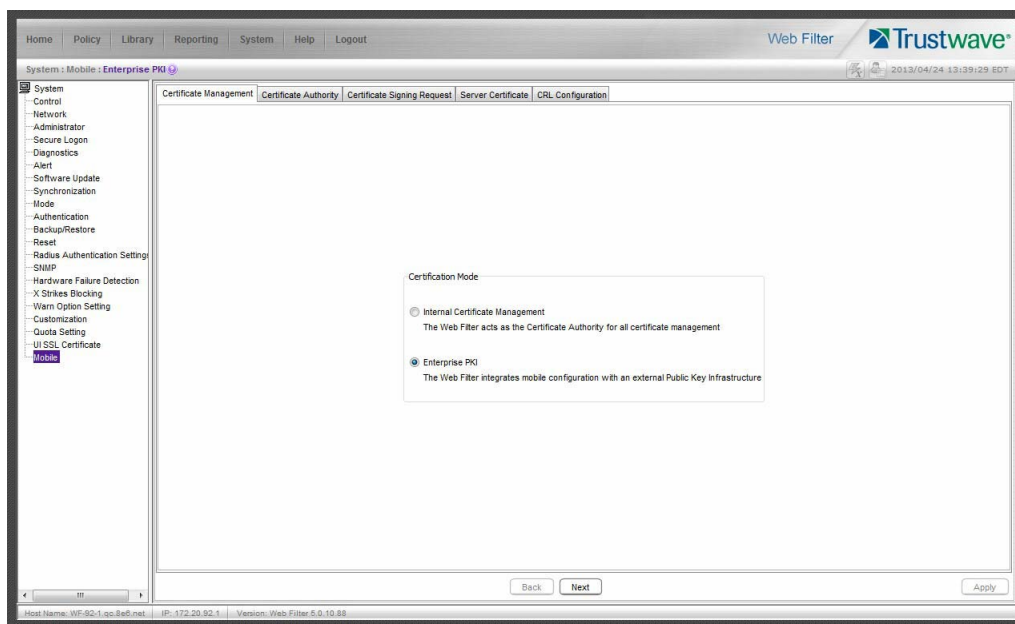 Home Policy Library Reporting System Help Logout
Web Filter
Trustwave®
System : Mobile : Enterprise PKI
2013/04/24 13:39:29 EDT
System
Control
Network
Administrator
Secure Logon
Diagnostics
Alert
Software Update
Synchronization
Mode
Authentication
Backup/Restore
Reset
Radius Authentication Settings
SNMP
Hardware Failure Detection
X Strikes Blocking
Warn Option Setting
Customization
Quota Setting
UI SSL Certificate
Mobile
Certificate Management Certificate Authority Certificate Signing Request Server Certificate CRL Configuration
Certification Mode
Internal Certificate Management
The Web Filter acts as the Certificate Authority for all certificate management
Enterprise PKI
The Web Filter integrates mobile configuration with an external Public Key Infrastructure
Back Next Apply
Host Name: WF-92-1.qc.8e6.net IP: 172.20.92.1 Version: Web Filter 5.0.10.88